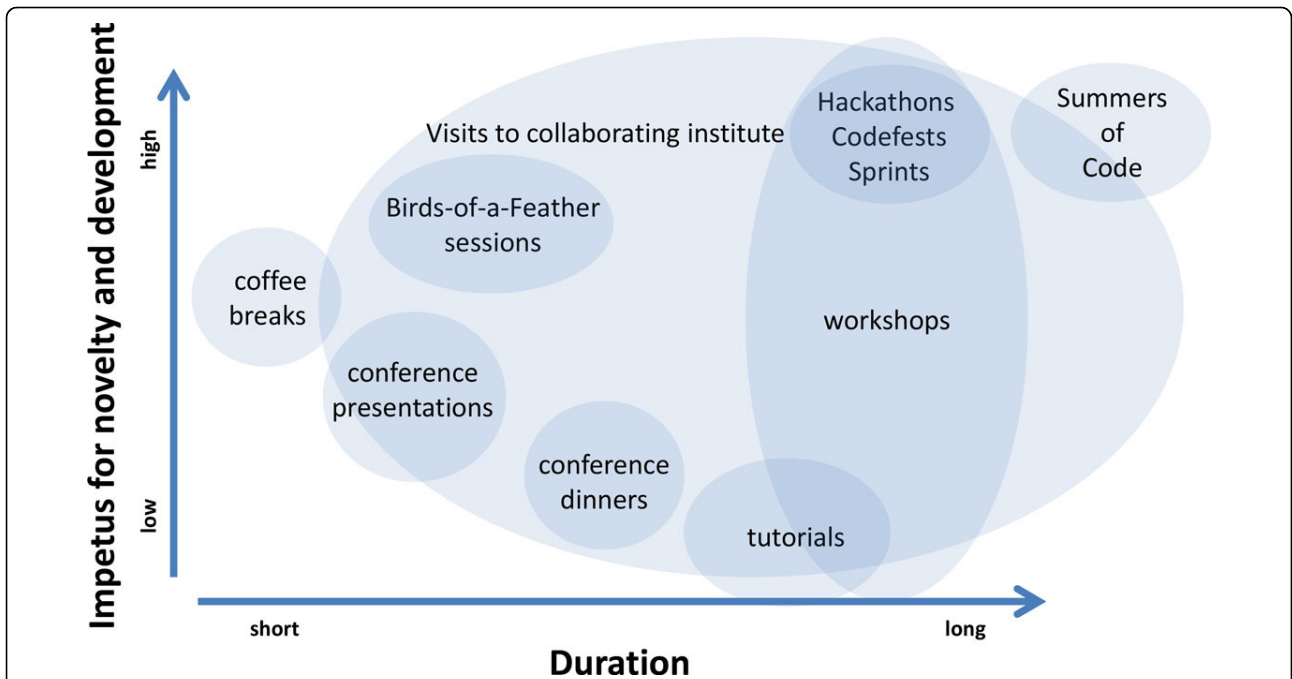 Impetus for novelty and development
high
low
Visits to collaborating institute
Hackathons
Codefests
Sprints
Summers
of
Code
Birds-of-a-Feather
sessions
coffee
breaks
workshops
conference
presentations
conference
dinners
tutorials
short
long
Duration